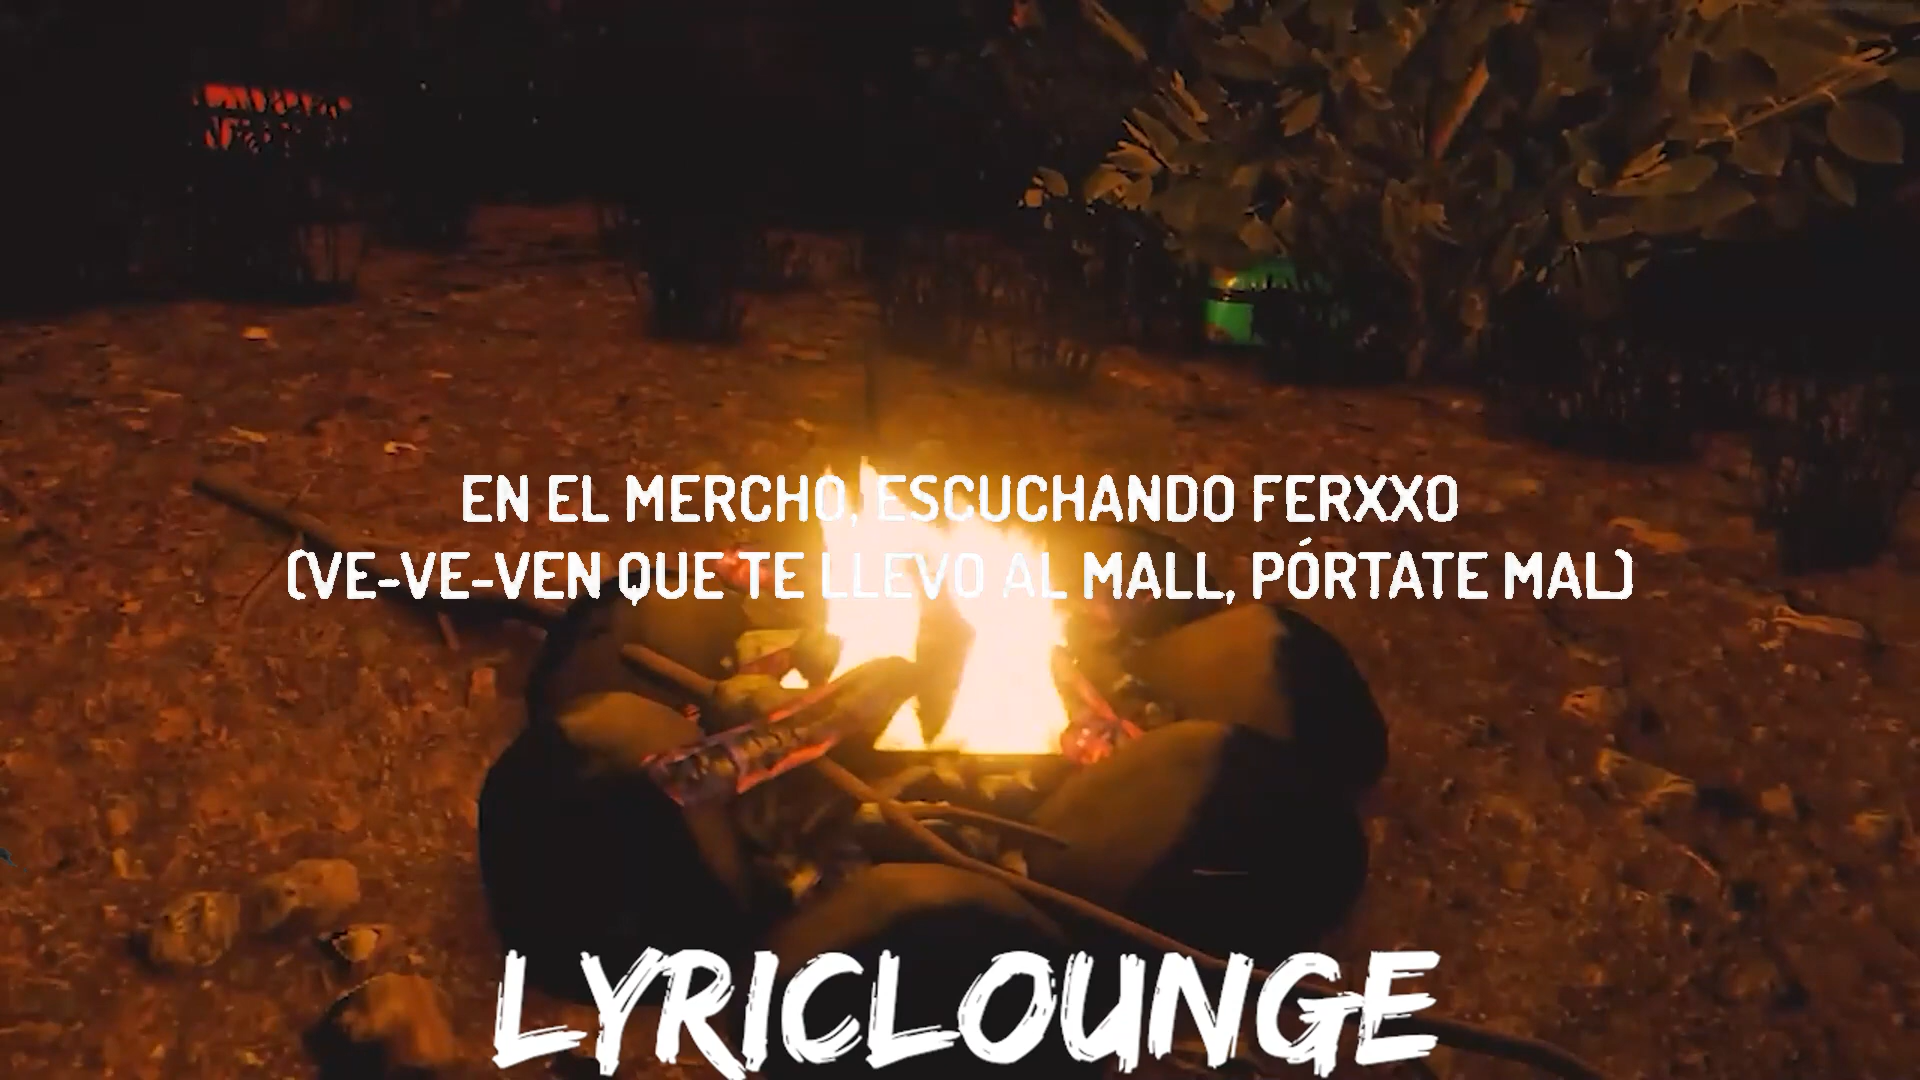 EN EL MERCHO, ESCUCHANDO FERXXO
(VE-VE-VEN QUE TE LLEVO AL MALL, PÓRTATE MAL)
LYRICLOUNGE